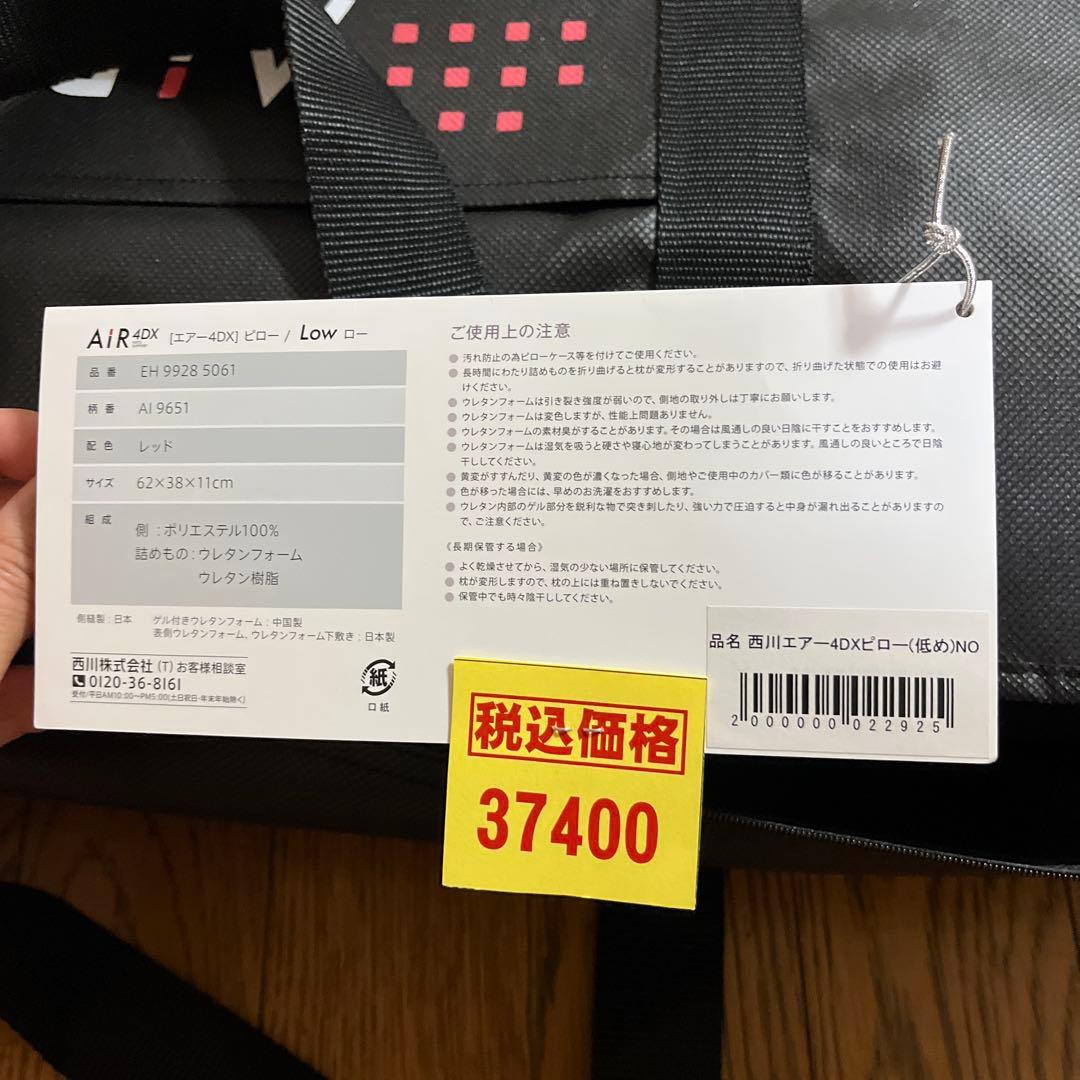 AiR 4DX [エアー4DX] ピロー / Low ロー
品番 EH 9928 5061
柄番 AI 9651
配色 レッド
サイズ 62×38×11cm
組成 側 : ポリエステル100%
詰めもの : ウレタンフォーム
ウレタン樹脂
側縫製 : 日本 ゲル付きウレタンフォーム : 中国製
表側ウレタンフォーム、ウレタンフォーム下敷き : 日本製
西川株式会社 (T) お客様相談室
0120-36-8161
受付/平日AM10:00~PM5:00(土日祝日・年末年始除く)
紙
口紙
ご使用上の注意
● 汚れ防止の為ピローケース等を付けてご使用ください。
● 長時間にわたり詰めものを折り曲げると枕が変形することがありますので、折り曲げた状態での使用はお避
けください。
● ウレタンフォームは引き裂き強度が弱いので、側地の取り外しは丁寧にお願いします。
● ウレタンフォームは変色しますが、性能上問題ありません。
● ウレタンフォームの素材臭がすることがあります。その場合は風通しの良い日陰に干すことをおすすめします。
● ウレタンフォームは湿気を吸うと硬さや寝心地が変わってしまうことがあります。風通しの良いところで日陰
干ししてください。
● 黄変がすすんだり、黄変の色が濃くなった場合、側地やご使用中のカバー類に色が移ることがあります。
● 色が移った場合には、早めのお洗濯をおすすめします。
● ウレタン内部のゲル部分を鋭利な物で突き刺したり、強い力で圧迫すると中身が漏れ出ることがありますの
で、ご注意ください。
《長期保管する場合》
● よく乾燥させてから、湿気の少ない場所に保管してください。
● 枕が変形しますので、枕の上には重ね置きしないでください。
● 保管中でも時々陰干ししてください。
品名 西川エアー4DXピロー(低め)NO
2 000000 022925
税込価格
37400